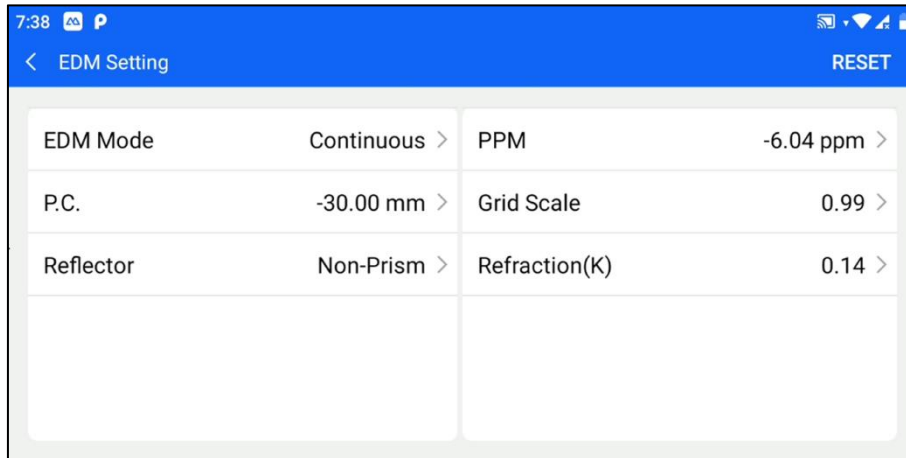 7:38 P
EDM Setting RESET
EDM Mode Continuous PPM -6.04 ppm
P.C. -30.00 mm Grid Scale 0.99
Reflector Non-Prism Refraction(K) 0.14